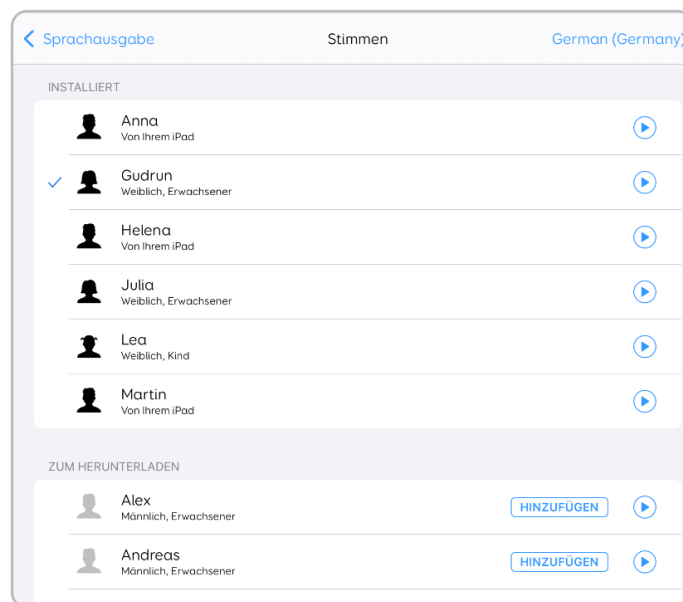 Sprachausgabe Stimmen German (Germany)
INSTALLIERT
Anna
Von Ihrem iPad
Gudrun
Weiblich, Erwachsener
Helena
Von Ihrem iPad
Julia
Weiblich, Erwachsener
Lea
Weiblich, Kind
Martin
Von Ihrem iPad
ZUM HERUNTERLADEN
Alex
Männlich, Erwachsener
HINZUFÜGEN
Andreas
Männlich, Erwachsener
HINZUFÜGEN